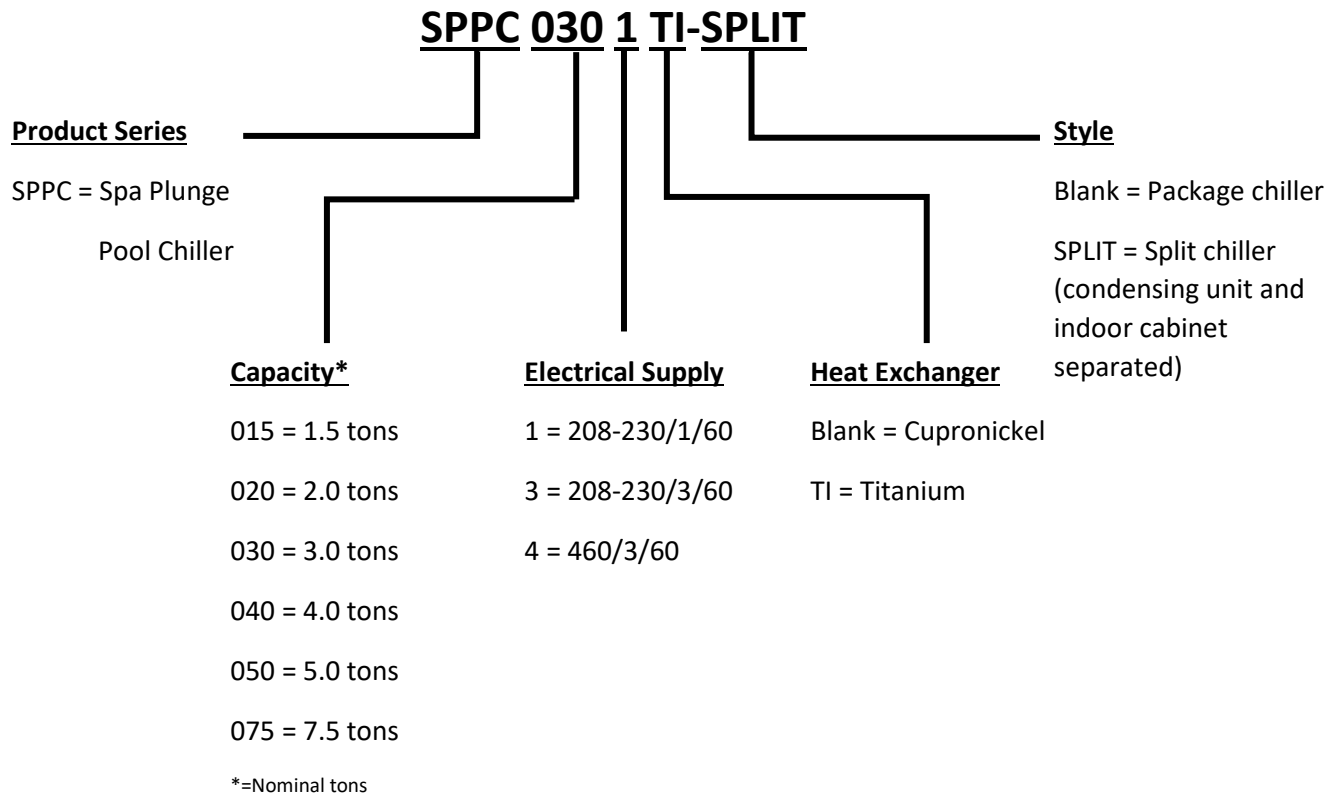 SPPC 030 1 TI-SPLIT
Product Series
SPPC = Spa Plunge
Pool Chiller
Style
Blank = Package chiller
SPLIT = Split chiller
(condensing unit and
indoor cabinet
separated)
Capacity*
015 = 1.5 tons
020 = 2.0 tons
030 = 3.0 tons
040 = 4.0 tons
050 = 5.0 tons
075 = 7.5 tons
*=Nominal tons
Electrical Supply
1 = 208-230/1/60
3 = 208-230/3/60
4 = 460/3/60
Heat Exchanger
Blank = Cupronickel
TI = Titanium